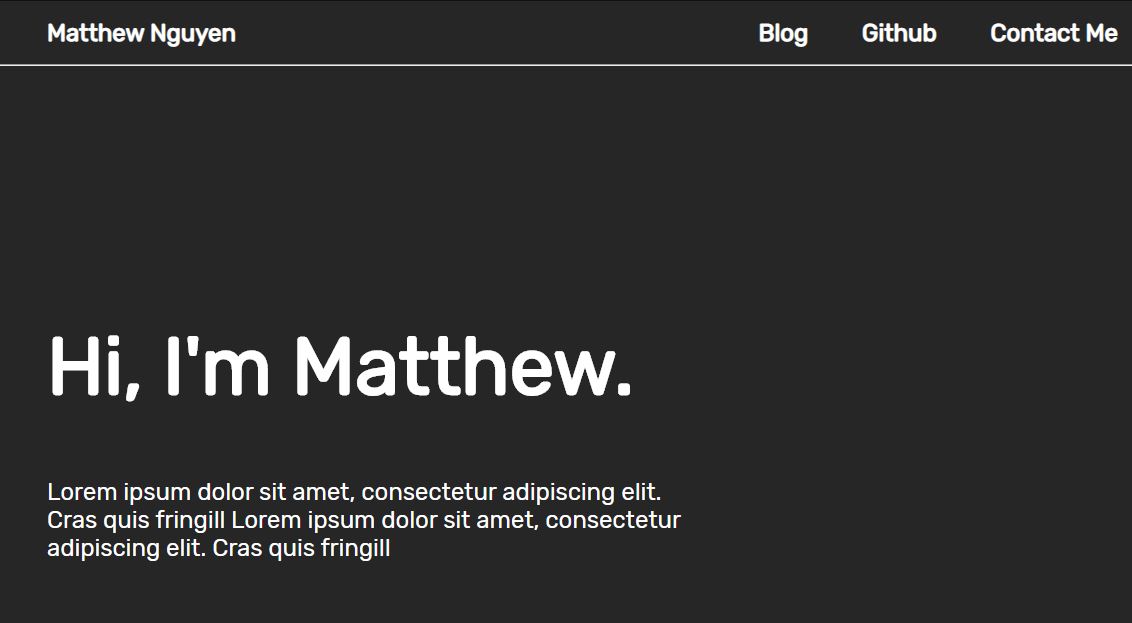 Matthew Nguyen
Blog
Github
Contact Me
Hi, I'm Matthew.
Lorem ipsum dolor sit amet, consectetur adipiscing elit.
Cras quis fringill Lorem ipsum dolor sit amet, consectetur
adipiscing elit. Cras quis fringill